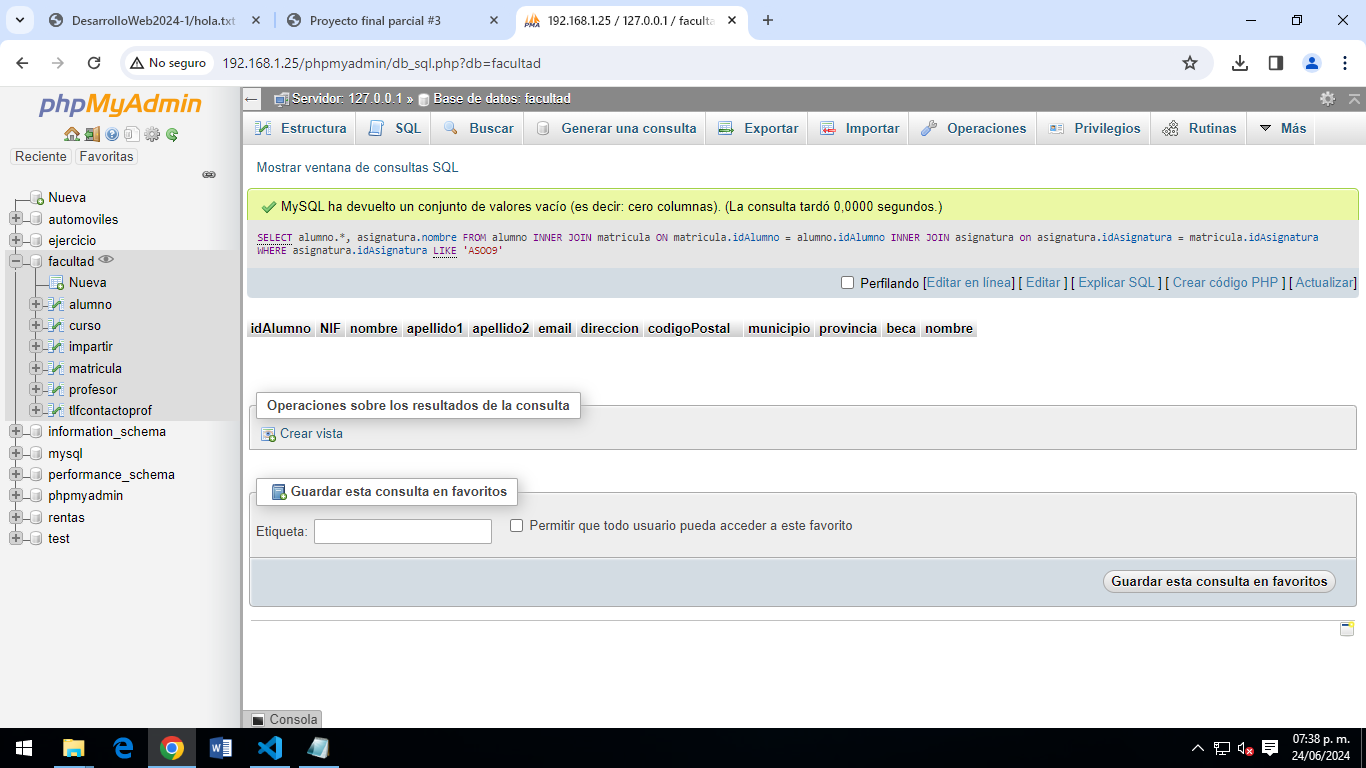 DesarrolloWeb2024-1/hola.txt
Proyecto final parcial #3
192.168.1.25 / 127.0.0.1 / faculta
No seguro
192.168.1.25/phpmyadmin/db_sql.php?db=facultad
phpMyAdmin
Reciente Favoritas
Nueva
automoviles
ejercicio
facultad
Nueva
alumno
curso
impartir
matricula
profesor
tlfcontactoprof
information_schema
mysql
performance_schema
phpmyadmin
rentas
test
Servidor: 127.0.0.1 » Base de datos: facultad
Estructura SQL Buscar Generar una consulta Exportar Importar Operaciones Privilegios Rutinas Más
Mostrar ventana de consultas SQL
MySQL ha devuelto un conjunto de valores vacío (es decir: cero columnas). (La consulta tardó 0,0000 segundos.)
SELECT alumno.*, asignatura.nombre FROM alumno INNER JOIN matricula ON matricula.idAlumno = alumno.idAlumno INNER JOIN asignatura on asignatura.idAsignatura = matricula.idAsignatura
WHERE asignatura.idAsignatura LIKE 'ASOO9'
Perfilando [Editar en línea] [ Editar ] [ Explicar SQL ] [ Crear código PHP ] [ Actualizar]
idAlumno NIF nombre apellido1 apellido2 email direccion codigoPostal municipio provincia beca nombre
Operaciones sobre los resultados de la consulta
Crear vista
Guardar esta consulta en favoritos
Etiqueta:
Permitir que todo usuario pueda acceder a este favorito
Guardar esta consulta en favoritos
Consola
07:38 p. m.
24/06/2024